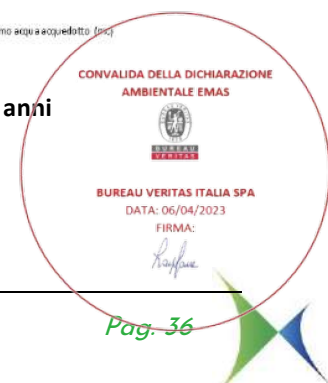 mo acqua acquedotto (mc)
CONVALIDA DELLA DICHIARAZIONE
AMBIENTALE EMAS
anni
BUREAU
VERITAS
BUREAU VERITAS ITALIA SPA
DATA: 06/04/2023
FIRMA:
Pag. 36